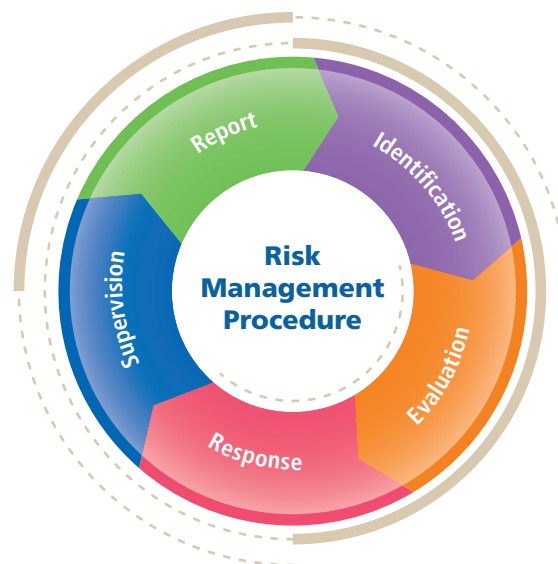 Risk
Management
Procedure
Identification
Evaluation
Response
Supervision
Report